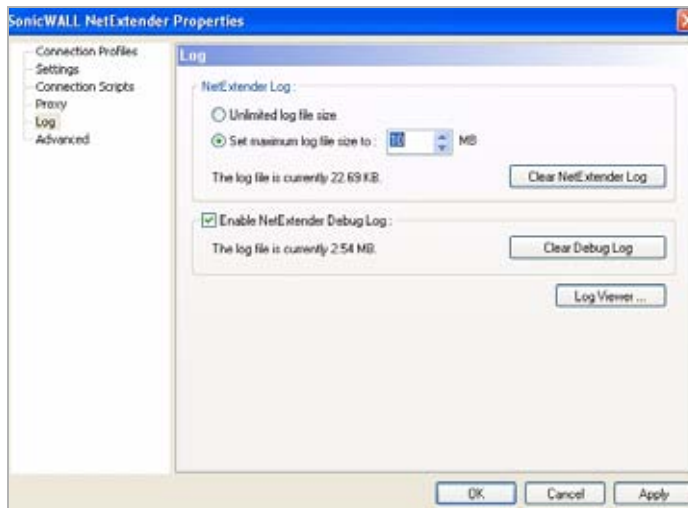 SonicWALL NetExtender Properties
Connection Profiles
Settings
Connection Scripts
Proxy
Log
Advanced
Log
NetExtender Log :
Unlimited log file size
Set maximum log file size to : 10 MB
The log file is currently 22.69 KB.
Clear NetExtender Log
Enable NetExtender Debug Log :
The log file is currently 2.54 MB.
Clear Debug Log
Log Viewer ...
OK
Cancel
Apply